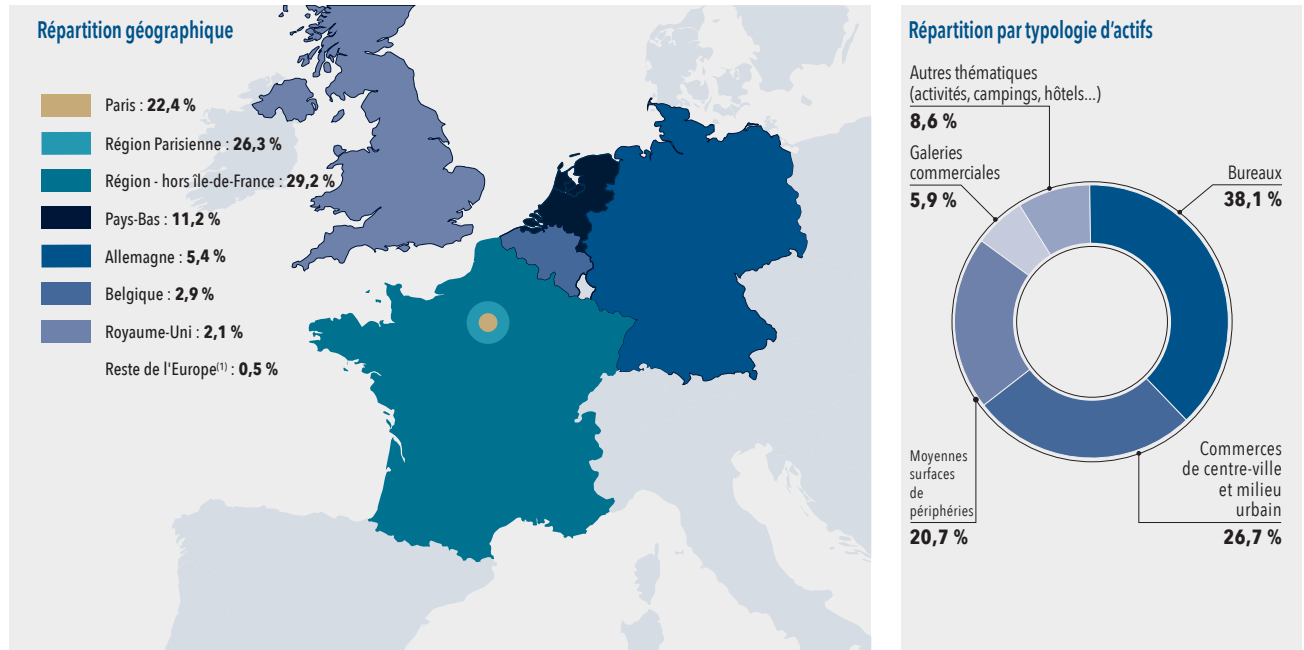 Répartition géographique
Paris : 22,4 %
Région Parisienne : 26,3 %
Région - hors île-de-France : 29,2 %
Pays-Bas : 11,2 %
Allemagne : 5,4 %
Belgique : 2,9 %
Royaume-Uni : 2,1 %
Reste de l'Europe(1) : 0,5 %
Répartition par typologie d'actifs
Autres thématiques
(activités, campings, hôtels...)
8,6 %
Galeries
commerciales
5,9 %
Bureaux
38,1 %
Moyennes
surfaces
de
périphéries
20,7 %
Commerces
de centre-ville
et milieu
urbain
26,7 %